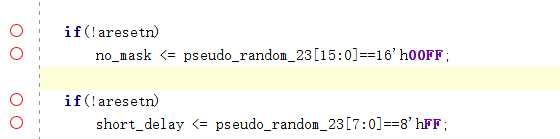 if(!aresetn)
no_mask <= pseudo_random_23[15:0]==16'h00FF;
if(!aresetn)
short_delay <= pseudo_random_23[7:0]==8'hFF;